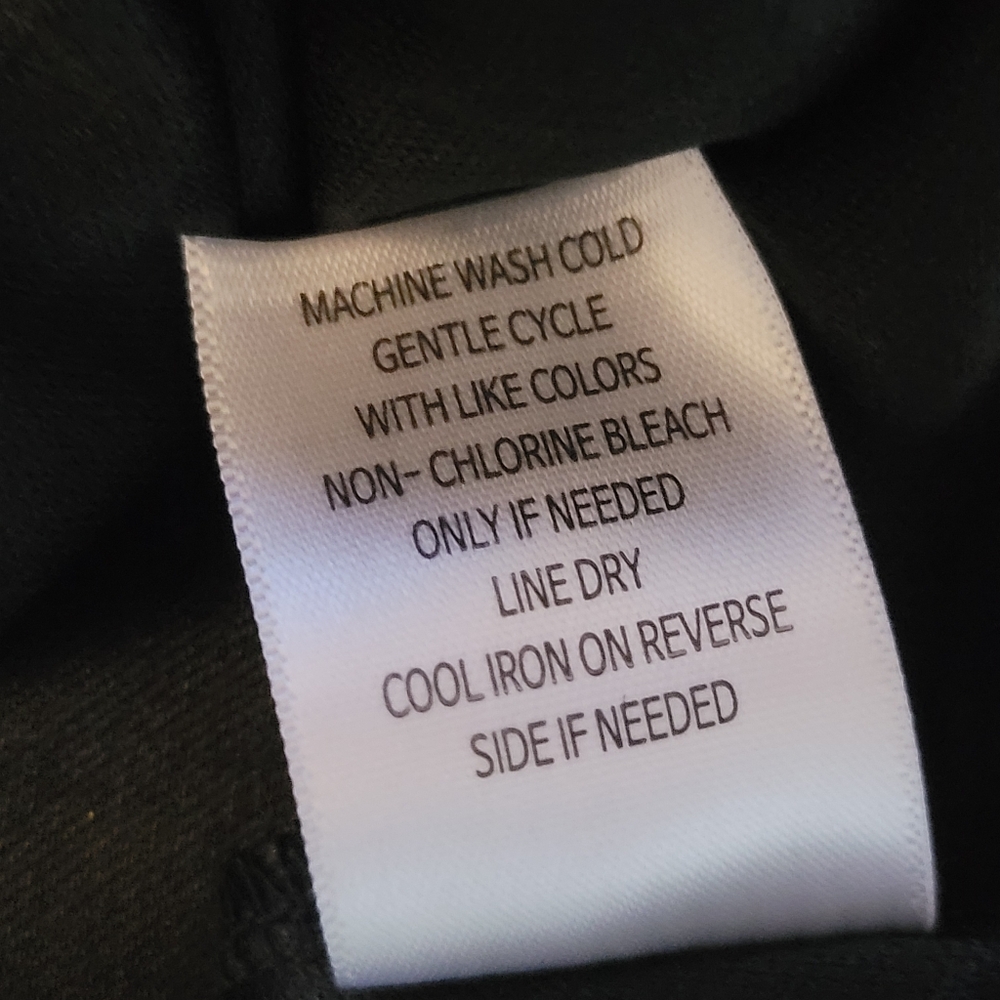 MACHINE WASH COLD
GENTLE CYCLE
WITH LIKE COLORS
NON- CHLORINE BLEACH
ONLY IF NEEDED
LINE DRY
COOL IRON ON REVERSE
SIDE IF NEEDED